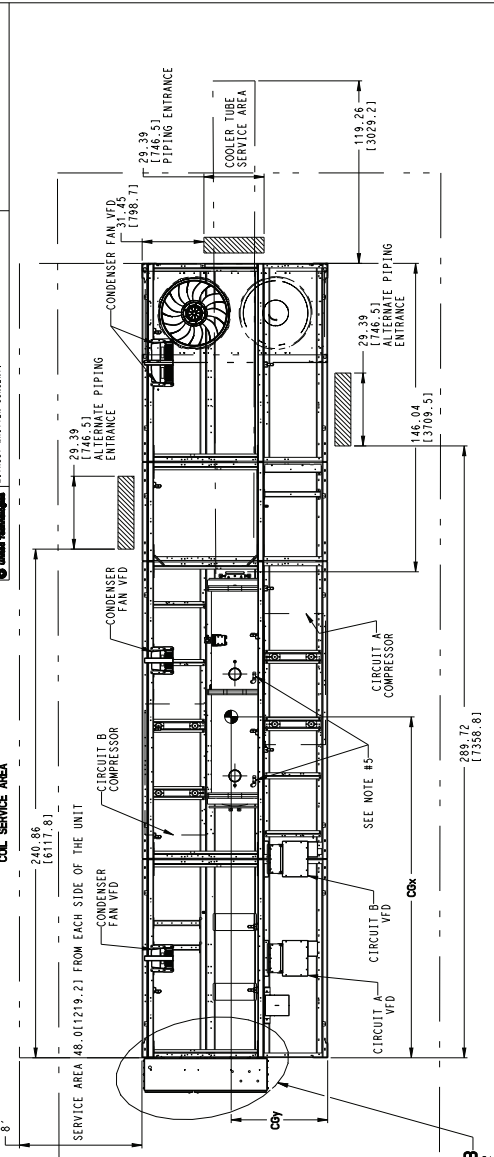 8'
COIL SERVICE AREA
240.86
[6117.8]
SERVICE AREA 48.0[1219.2] FROM EACH SIDE OF THE UNIT
CONDENSER
FAN VFD
CIRCUIT B
COMPRESSOR
CONDENSER
FAN VFD
29.39
[746.5]
ALTERNATE PIPING
ENTRANCE
CONDENSER FAN VFD
31.45
[798.7]
29.39
[746.5]
PIPING ENTRANCE
COOLER TUBE
SERVICE AREA
119.26
[3029.2]
29.39
[746.5]
ALTERNATE PIPING
ENTRANCE
146.04
[3709.5]
CIRCUIT A
COMPRESSOR
SEE NOTE #5
289.72
[7358.8]
CGx
CIRCUIT B
VFD
CIRCUIT A
VFD
CGy
B